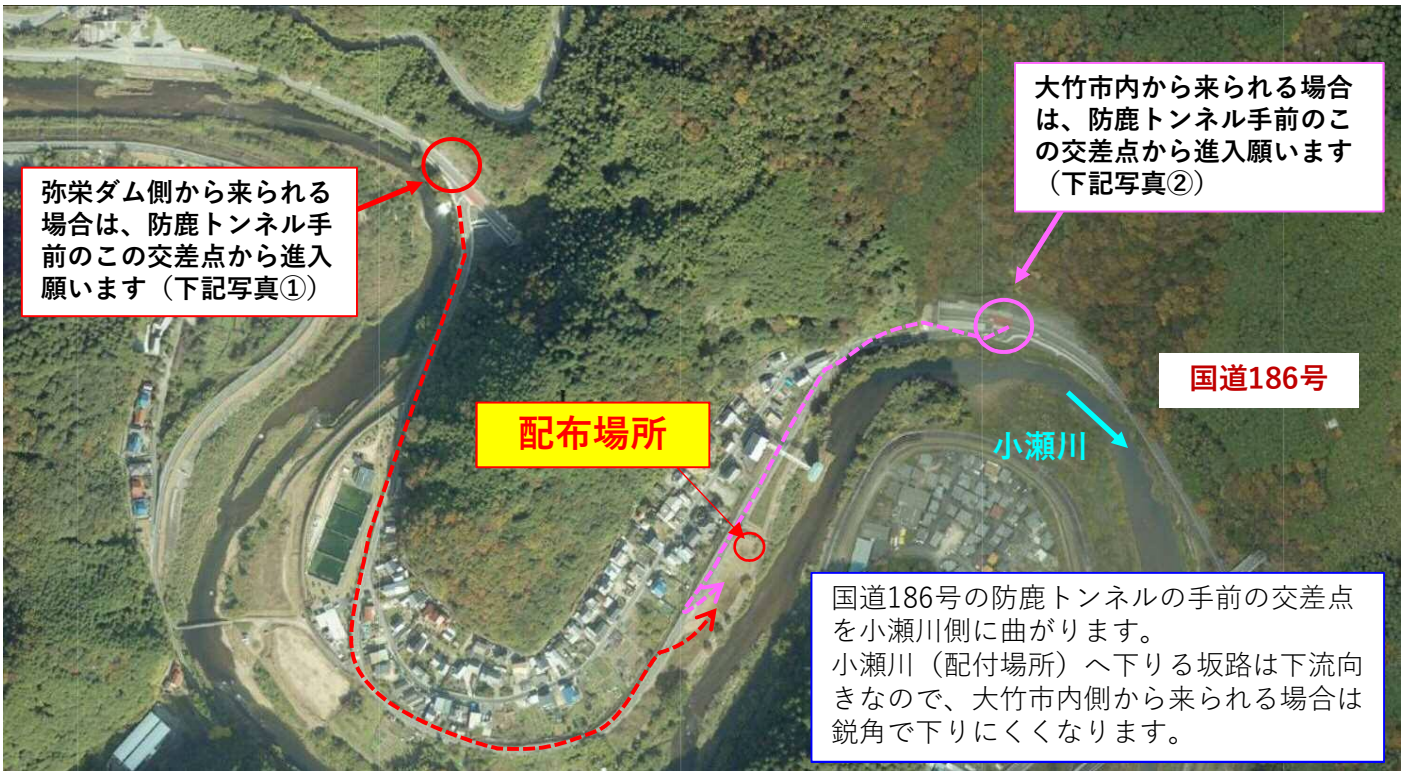 弥栄ダム側から来られる
場合は、防鹿トンネル手
前のこの交差点から進入
願います（下記写真①）
大竹市内から来られる場合
は、防鹿トンネル手前のこ
の交差点から進入願います
（下記写真②）
国道186号
配布場所
小瀬川
国道186号の防鹿トンネルの手前の交差点
を小瀬川側に曲がります。
小瀬川（配付場所）へ下りる坂路は下流向
きなので、大竹市内側から来られる場合は
鋭角で下りにくくなります。